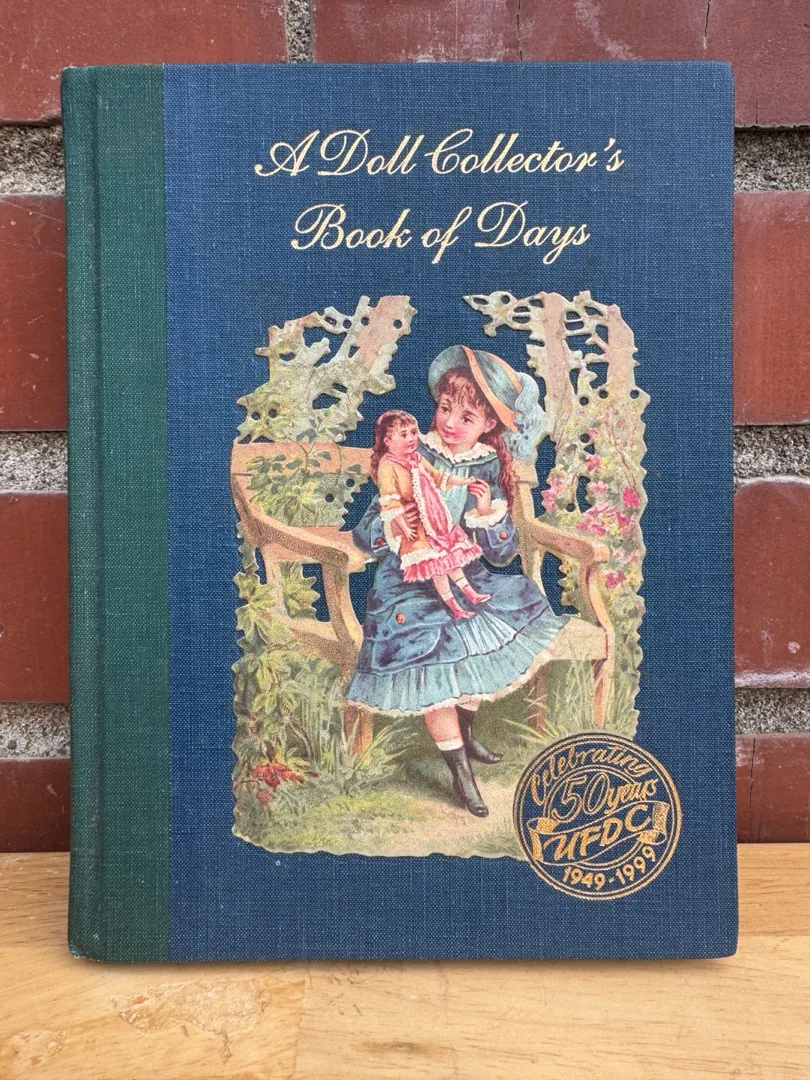 A Doll Collector's
Book of Days
Celebrating
50 years
UFDC
1949-1999